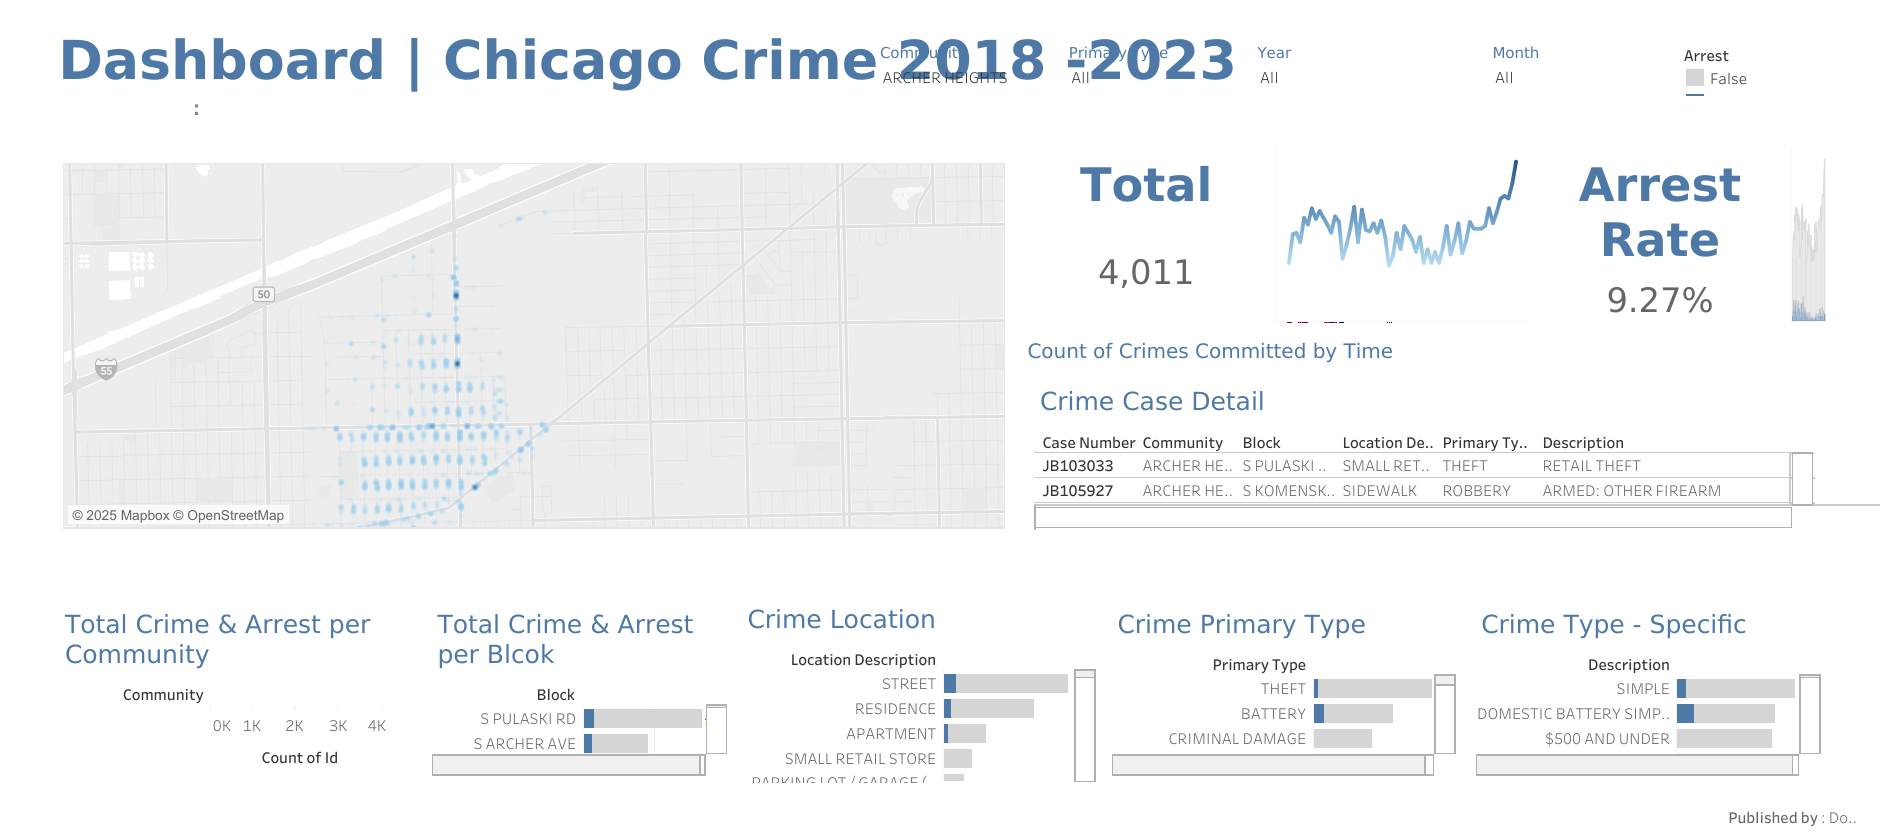 Dashboard | Chicago Crime 2018 -2023
:
Community
ARCHER HEIGHTS
Primary Type
All
Year
All
Month
All
Arrest
False
50
55
© 2025 Mapbox © OpenStreetMap
Total
4,011
Arrest
Rate
9.27%
Count of Crimes Committed by Time
Crime Case Detail
Case Number Community Block Location De.. Primary Ty.. Description
JB103033 ARCHER HE.. S PULASKI .. SMALL RET.. THEFT RETAIL THEFT
JB105927 ARCHER HE.. S KOMENSK.. SIDEWALK ROBBERY ARMED: OTHER FIREARM
Total Crime & Arrest per
Community
Community
0K 1K 2K 3K 4K
Count of Id
Total Crime & Arrest
per Blcok
Block
S PULASKI RD
S ARCHER AVE
Crime Location
Location Description
STREET
RESIDENCE
APARTMENT
SMALL RETAIL STORE
PARKING LOT / GARAGE (..
Crime Primary Type
Primary Type
THEFT
BATTERY
CRIMINAL DAMAGE
Crime Type - Specific
Description
SIMPLE
DOMESTIC BATTERY SIMP..
$500 AND UNDER
Published by : Do..